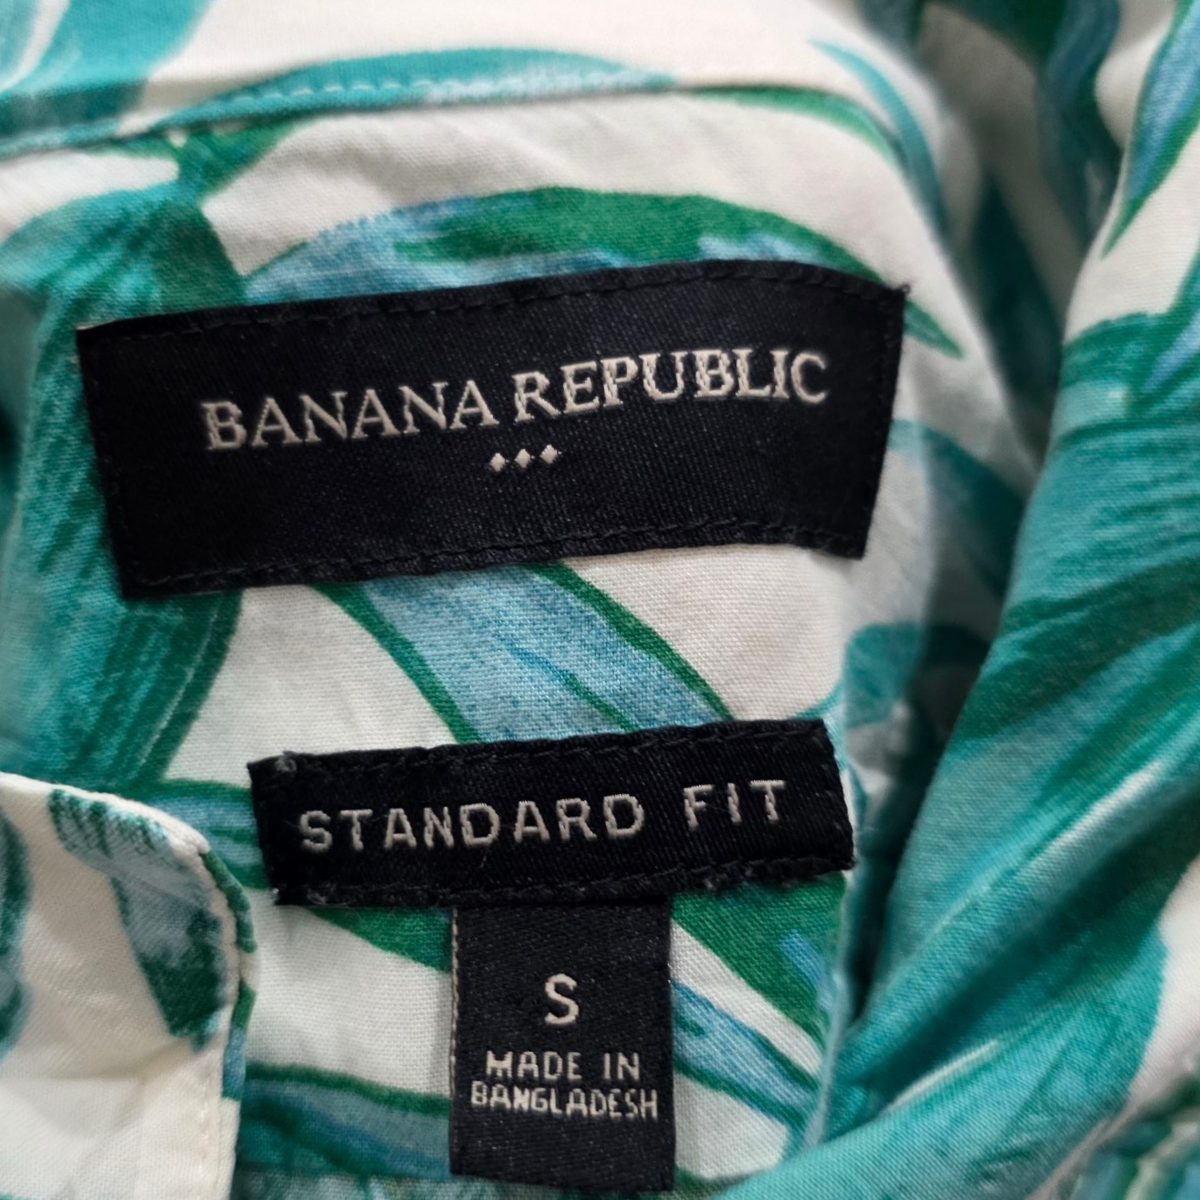 BANANA REPUBLIC
STANDARD FIT
S
MADE IN
BANGLADESH